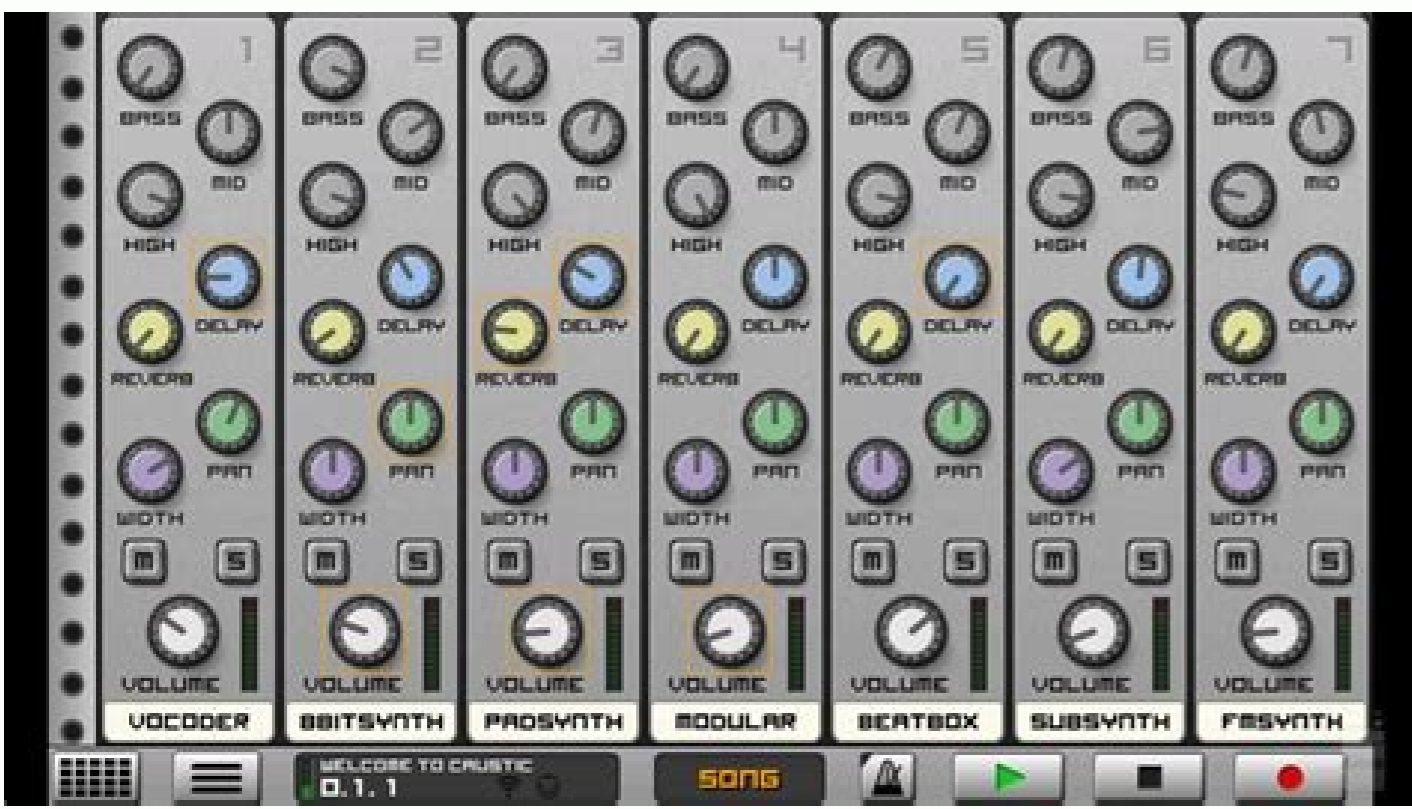 1 2 3 4 5 6 7
BASS BASS BASS BASS BASS BASS BASS
MID MID MID MID MID MID MID
HIGH HIGH HIGH HIGH HIGH HIGH HIGH
DELAY DELAY DELAY DELAY DELAY DELAY DELAY
REVERB REVERB REVERB REVERB REVERB REVERB REVERB
PAN PAN PAN PAN PAN PAN PAN
WIDTH WIDTH WIDTH WIDTH WIDTH WIDTH WIDTH
M S M S M S M S M S M S M S
VOLUME VOLUME VOLUME VOLUME VOLUME VOLUME VOLUME
VOCODER 8BITSYNTH PADSYNTH MODULAR BEATBOX SUBSYNTH FMSYNTH
WELCOME TO CAUSTIC
0.1. 1
SONG